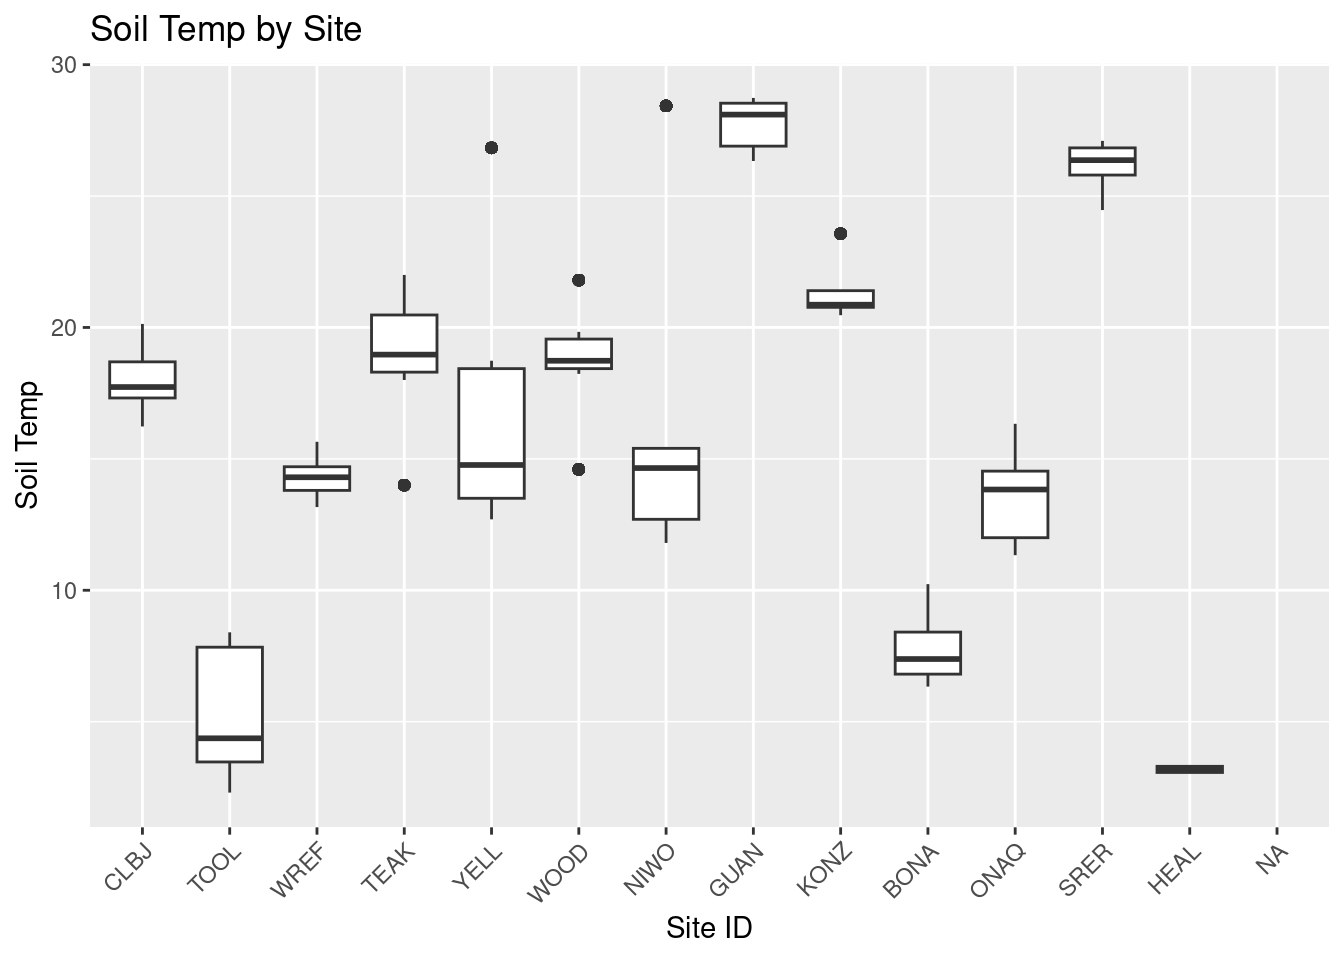 Soil Temp by Site
30
20
10
Soil Temp
CLBJ
TOOL
WREF
TEAK
YELL
WOOD
NIWO
GUAN
KONZ
BONA
ONAQ
SRER
HEAL
NA
Site ID